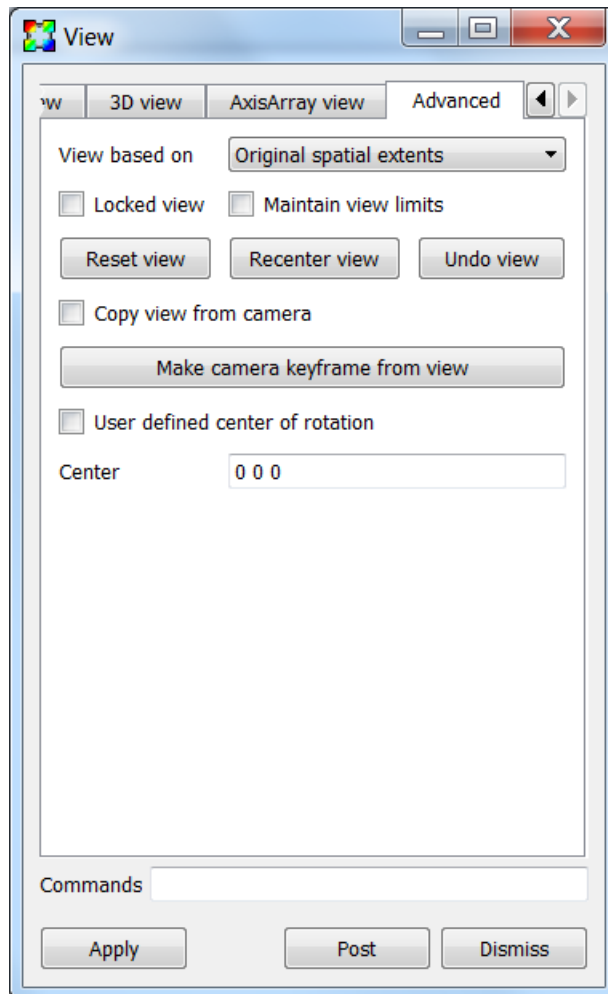 View
3D view AxisArray view Advanced
View based on Original spatial extents
Locked view Maintain view limits
Reset view Recenter view Undo view
Copy view from camera
Make camera keyframe from view
User defined center of rotation
Center 0 0 0
Commands
Apply Post Dismiss